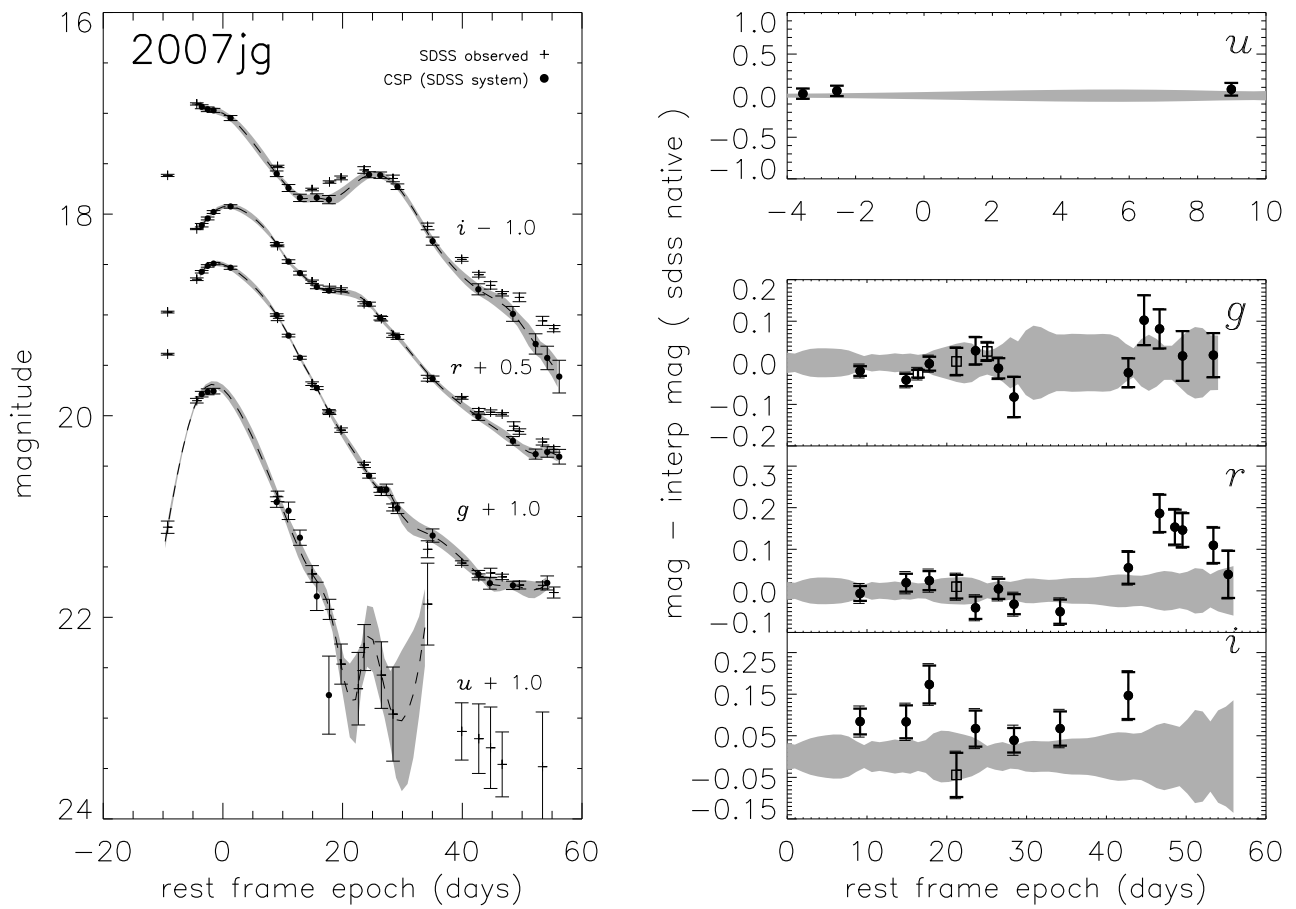 2007jg
SDSS observed +
CSP (SDSS system) ●
16
18
20
22
24
magnitude
i − 1.0
r + 0.5
g + 1.0
u + 1.0
−20 0 20 40 60
rest frame epoch (days)
mag − interp mag ( sdss native )
u
1.0
0.5
0.0
−0.5
−1.0
−4 −2 0 2 4 6 8 10
g
0.2
0.1
0.0
−0.1
−0.2
r
0.3
0.2
0.1
0.0
−0.1
i
0.25
0.15
0.05
−0.05
−0.15
0 10 20 30 40 50 60
rest frame epoch (days)